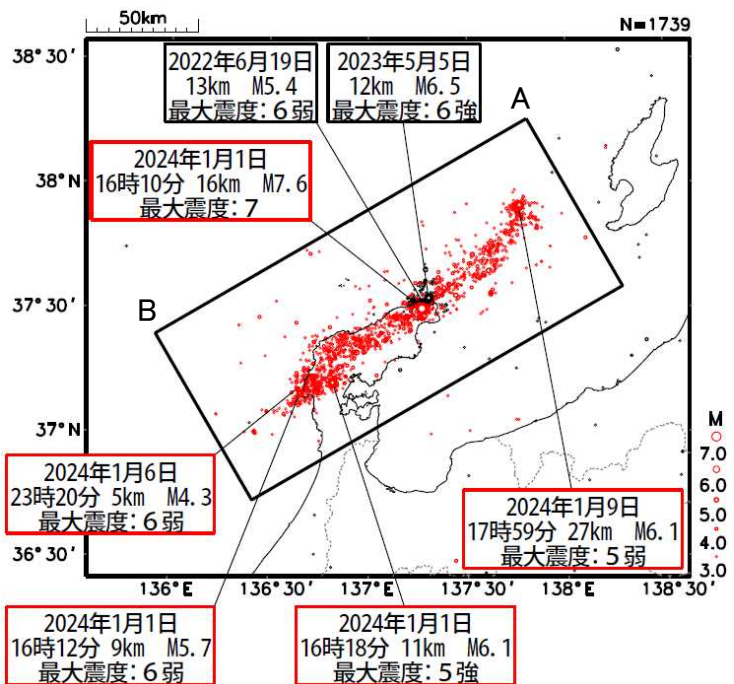 50km
N=1739
38°30′
2022年6月19日
13km M5.4
最大震度：6弱
2023年5月5日
12km M6.5
最大震度：6強
A
2024年1月1日
16時10分 16km M7.6
最大震度：7
38°N
37°30′
B
37°N
2024年1月6日
23時20分 5km M4.3
最大震度：6弱
2024年1月9日
17時59分 27km M6.1
最大震度：5弱
M
7.0
6.0
5.0
4.0
3.0
36°30′
136°E
136°30′
137°E
137°30′
138°E
138°30′
2024年1月1日
16時12分 9km M5.7
最大震度：6弱
2024年1月1日
16時18分 11km M6.1
最大震度：5強